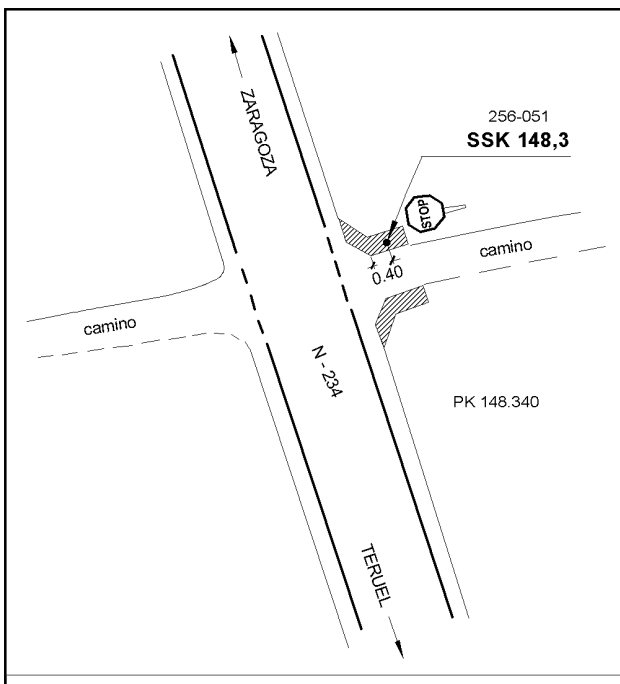 ZARAGOZA
256-051
SSK 148,3
STOP
camino
0.40
camino
N - 234
PK 148.340
TERUEL